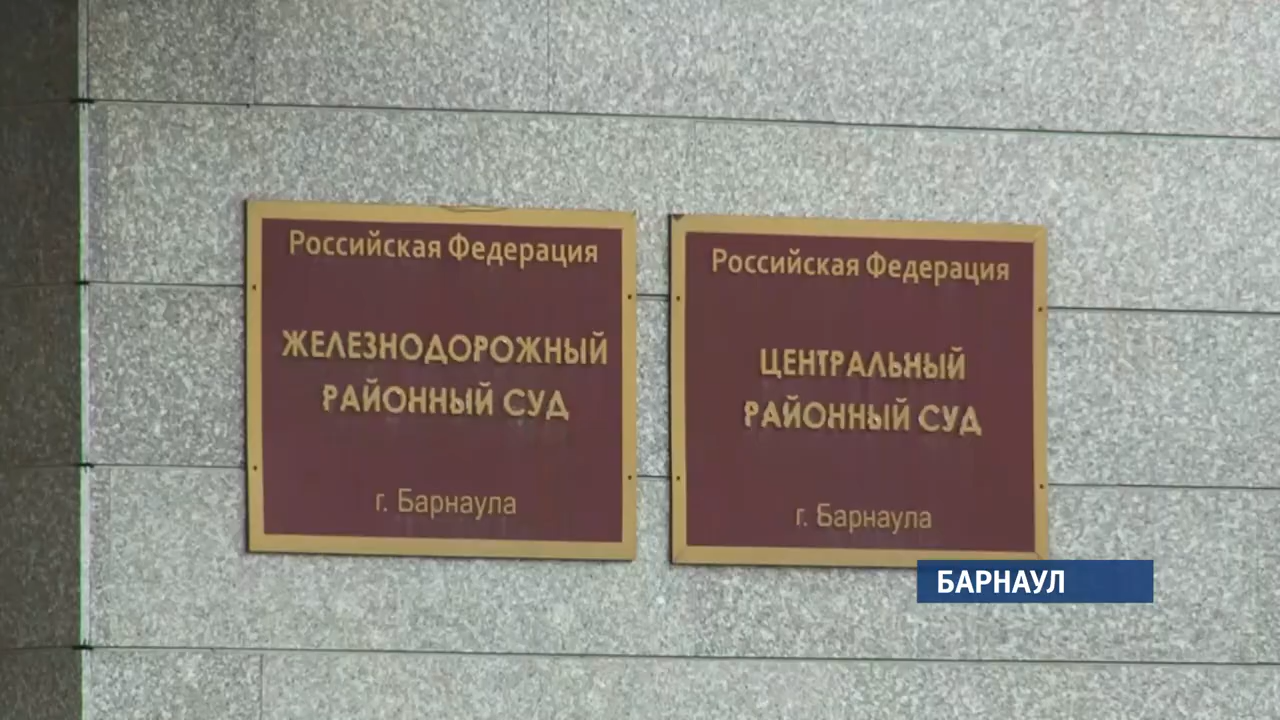 Российская Федерация
ЖЕЛЕЗНОДОРОЖНЫЙ
РАЙОННЫЙ СУД
г. Барнаула
Российская Федерация
ЦЕНТРАЛЬНЫЙ
РАЙОННЫЙ СУД
г. Барнаула
БАРНАУЛ